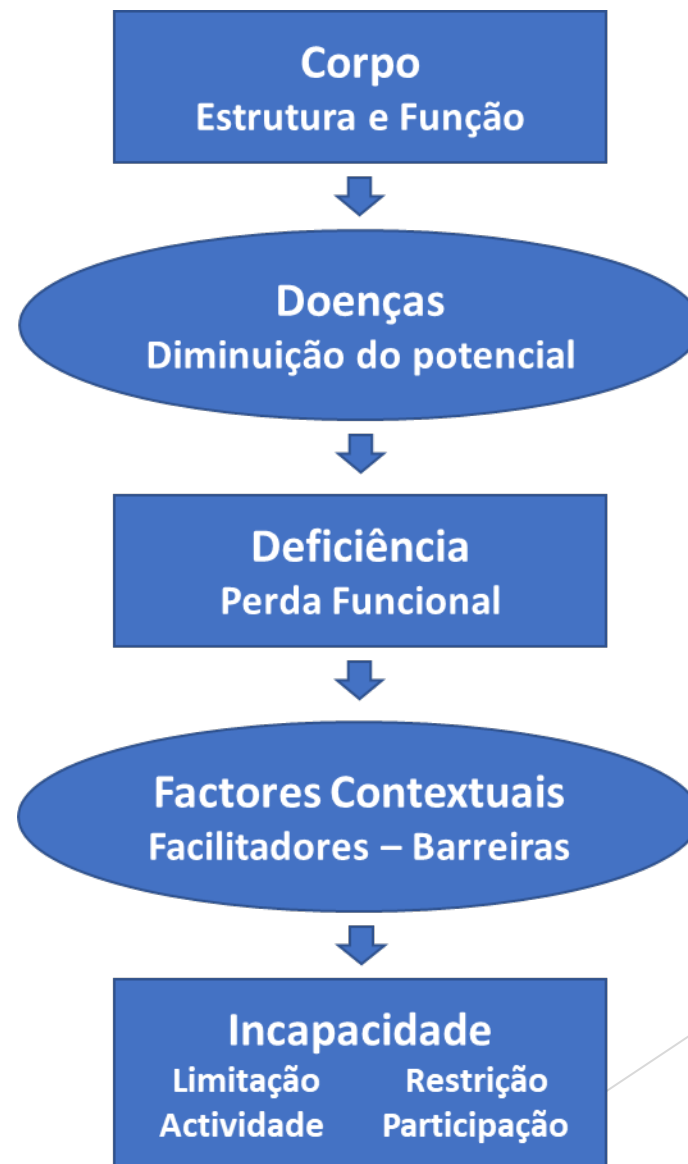 Corpo
Estrutura e Função
Doenças
Diminuição do potencial
Deficiência
Perda Funcional
Factores Contextuais
Facilitadores – Barreiras
Incapacidade
Limitação Restrição
Actividade Participação